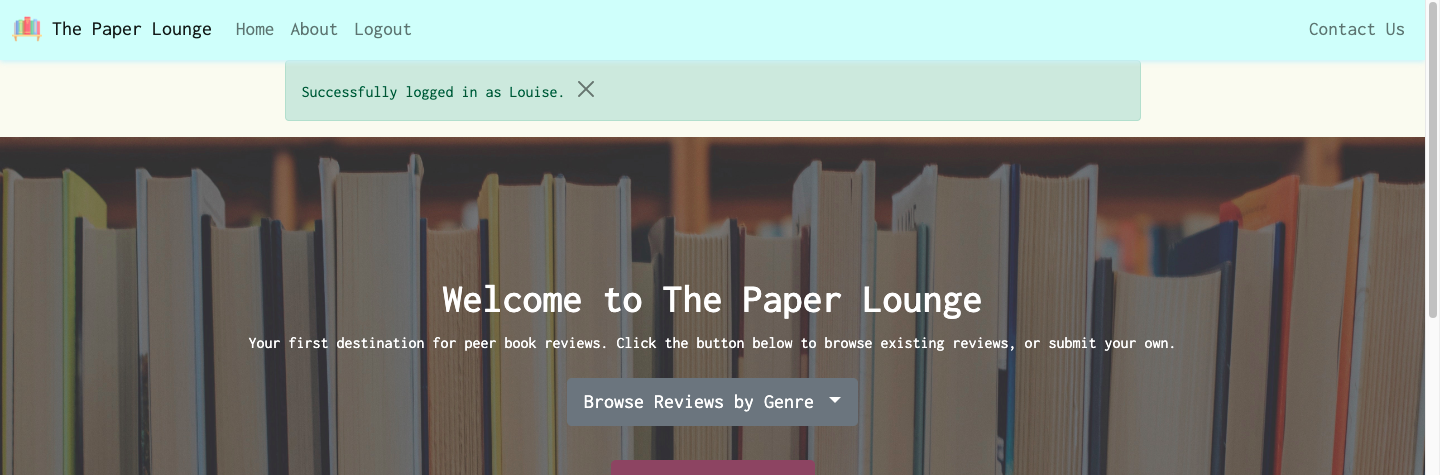 The Paper Lounge Home About Logout Contact Us
Successfully logged in as Louise.
Welcome to The Paper Lounge
Your first destination for peer book reviews. Click the button below to browse existing reviews, or submit your own.
Browse Reviews by Genre